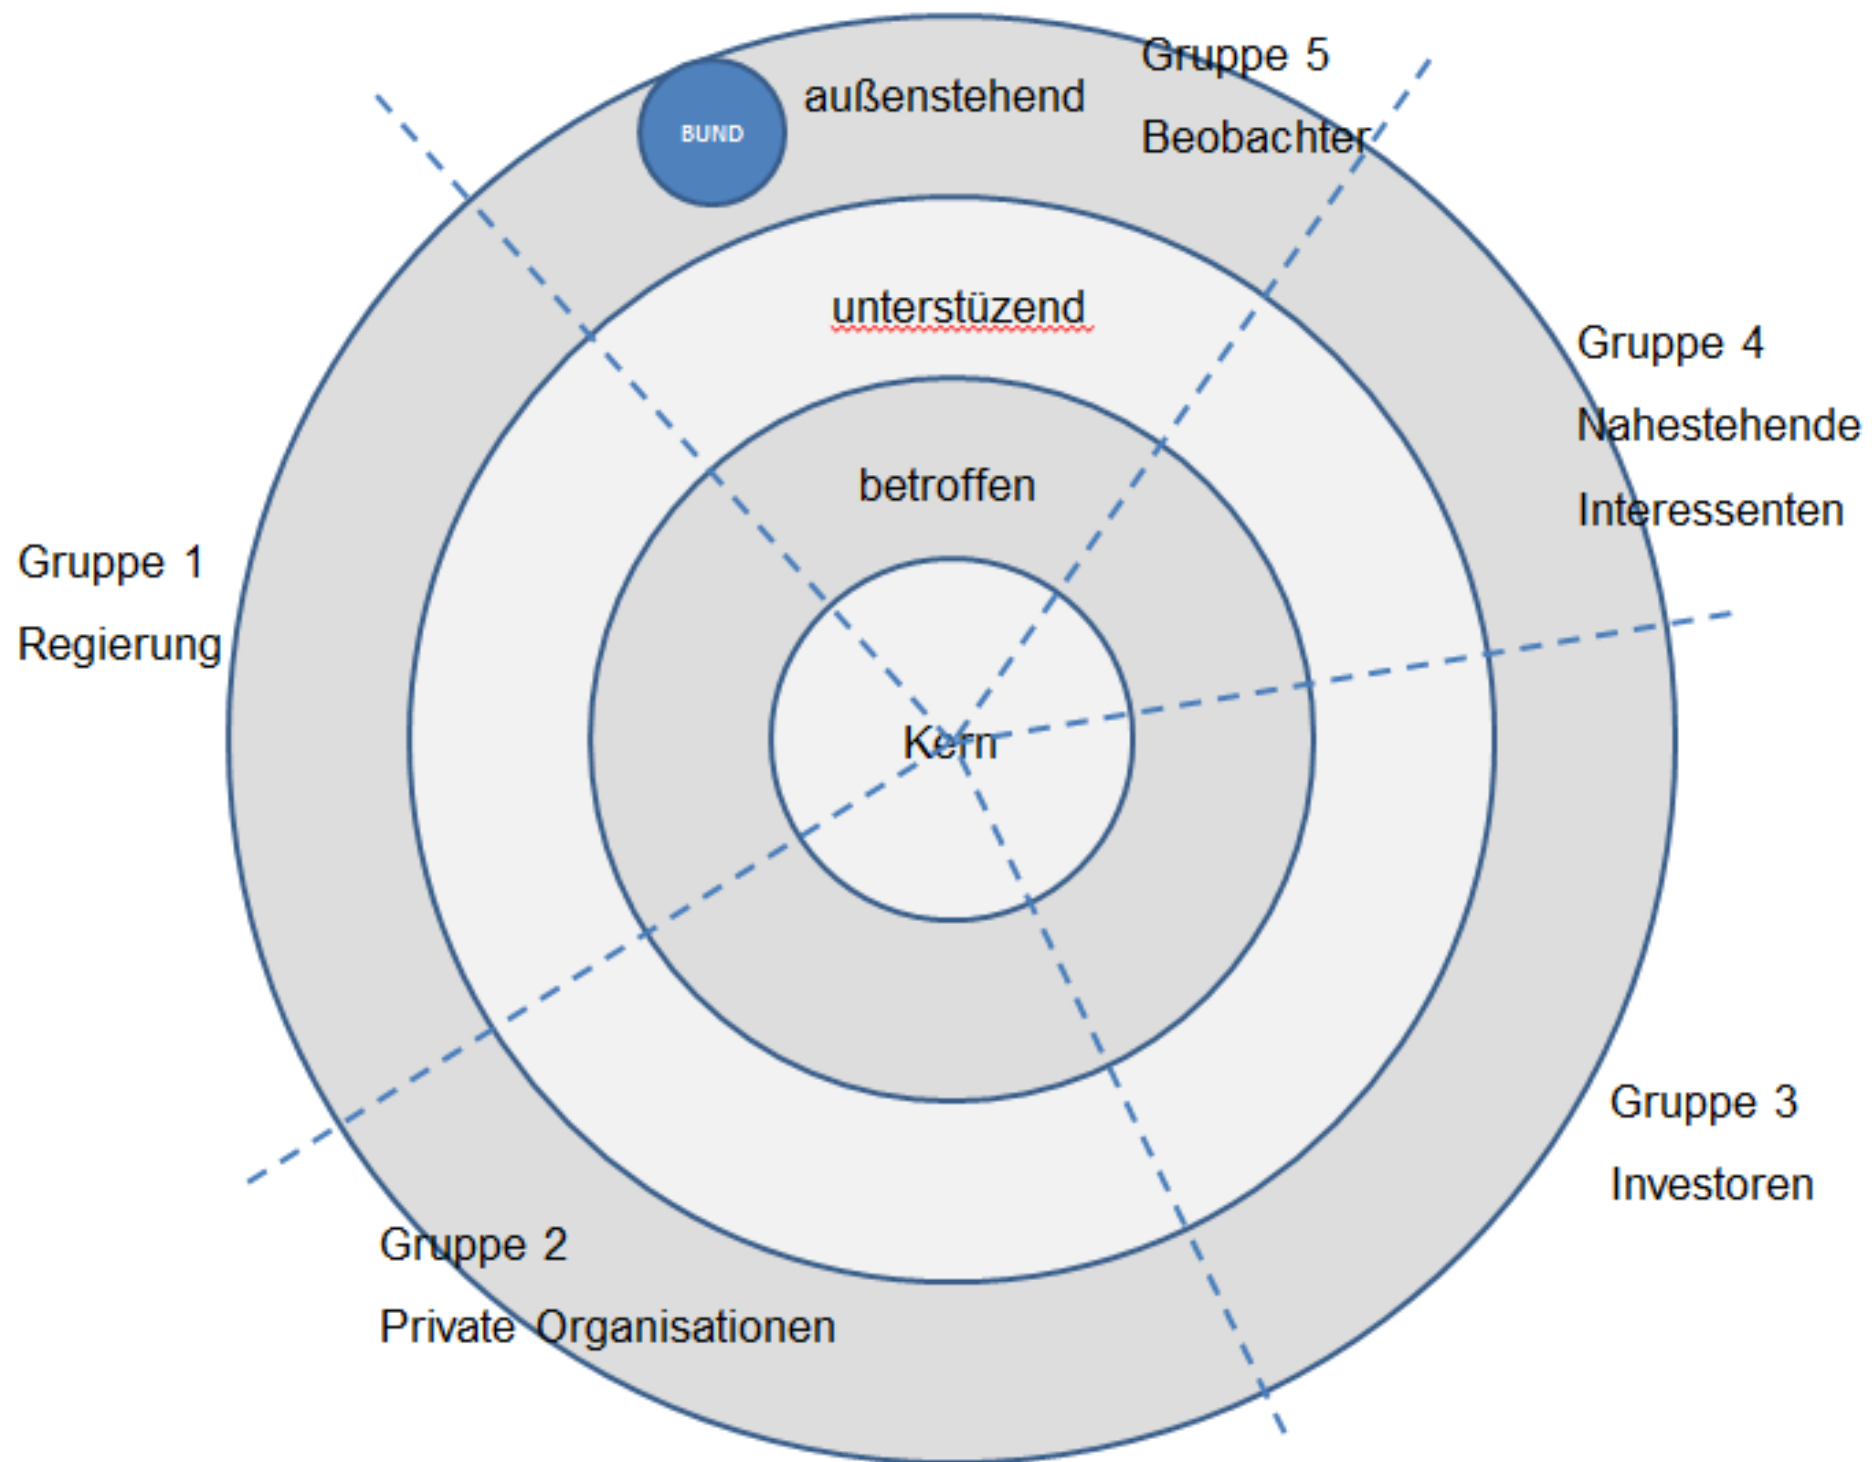 Gruppe 5
außenstehend
BUND
Beobachter
unterstüzend
Gruppe 4
Nahestehende
Interessenten
betroffen
Gruppe 1
Regierung
Kern
Gruppe 3
Investoren
Gruppe 2
Private Organisationen